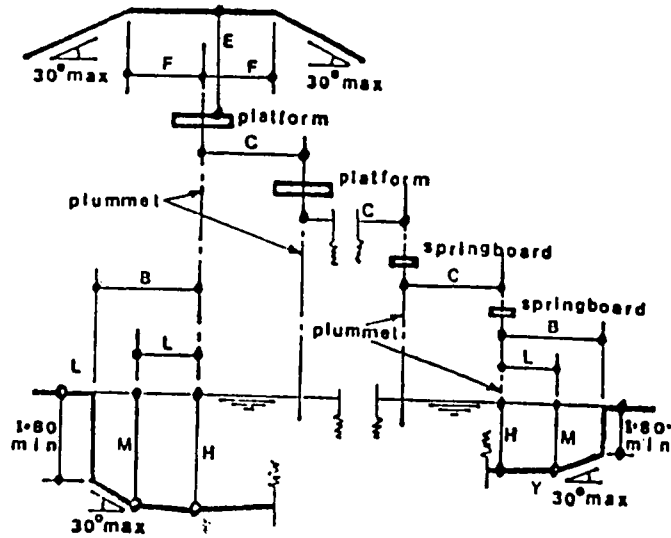 E
F F
30°max 30°max
platform
C
platform
plummet C
springboard
C
B springboard
plummet B
L L L
1·80 min M H H M 1·80 min
Y
30°max 30°max